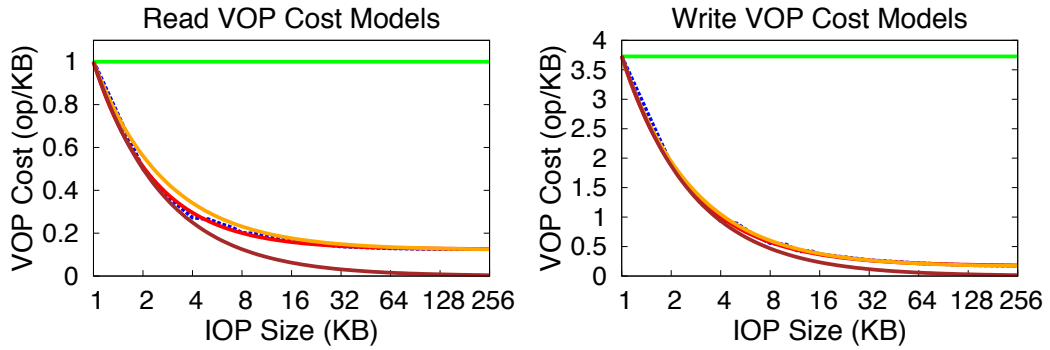 Read VOP Cost Models
VOP Cost (op/KB)
1
0.8
0.6
0.4
0.2
0
1 2 4 8 16 32 64 128 256
IOP Size (KB)
Write VOP Cost Models
VOP Cost (op/KB)
4
3.5
3
2.5
2
1.5
1
0.5
0
1 2 4 8 16 32 64 128 256
IOP Size (KB)